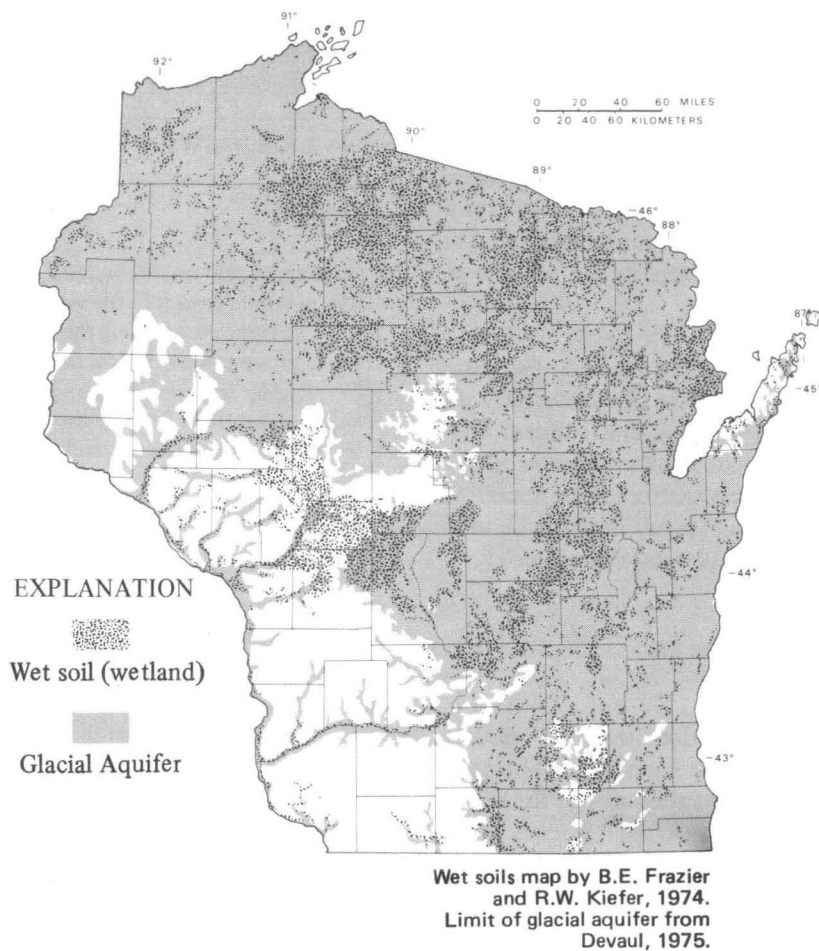 91°
92°
0 20 40 60 MILES
0 20 40 60 KILOMETERS
90°
89°
–46°
88°
87°
–45°
–44°
–43°
EXPLANATION
Wet soil (wetland)
Glacial Aquifer
Wet soils map by B.E. Frazier
and R.W. Kiefer, 1974.
Limit of glacial aquifer from
Devaul, 1975.